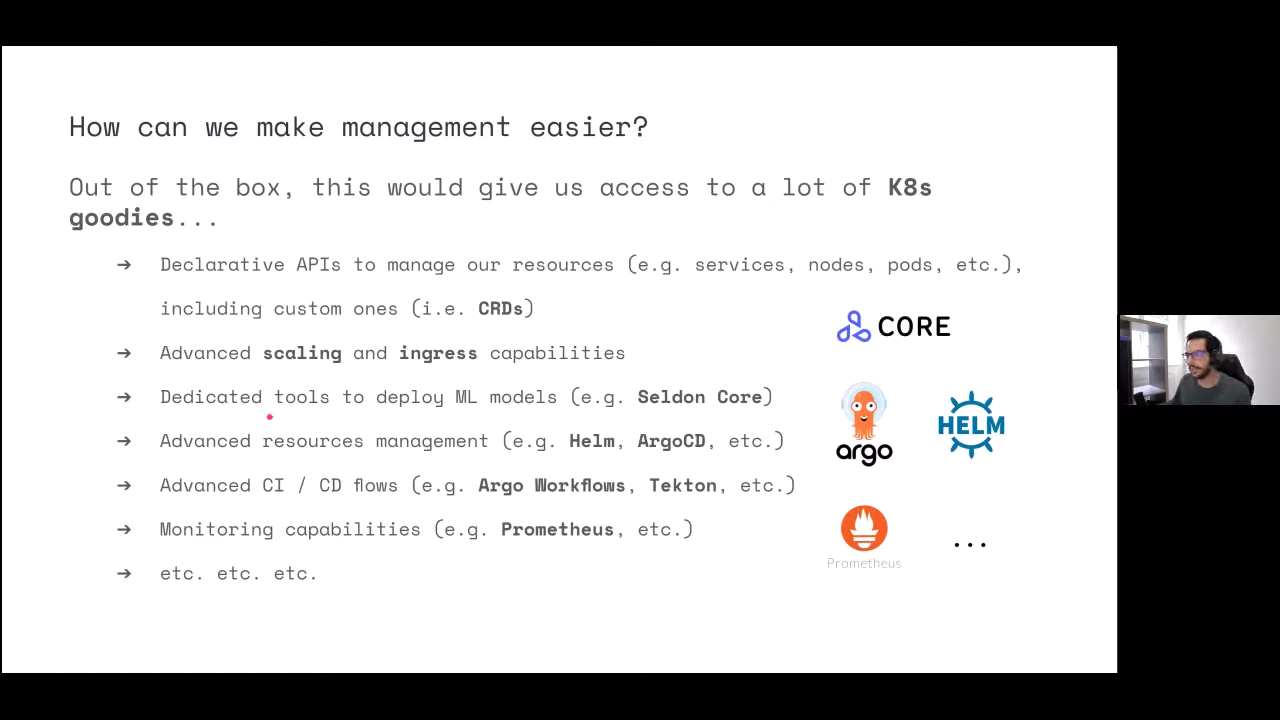 How can we make management easier?
Out of the box, this would give us access to a lot of K8s
goodies...
➔ Declarative APIs to manage our resources (e.g. services, nodes, pods, etc.),
including custom ones (i.e. CRDs)
➔ Advanced scaling and ingress capabilities
➔ Dedicated tools to deploy ML models (e.g. Seldon Core)
➔ Advanced resources management (e.g. Helm, ArgoCD, etc.)
➔ Advanced CI / CD flows (e.g. Argo Workflows, Tekton, etc.)
➔ Monitoring capabilities (e.g. Prometheus, etc.)
➔ etc. etc. etc.
CORE
argo
HELM
Prometheus
...